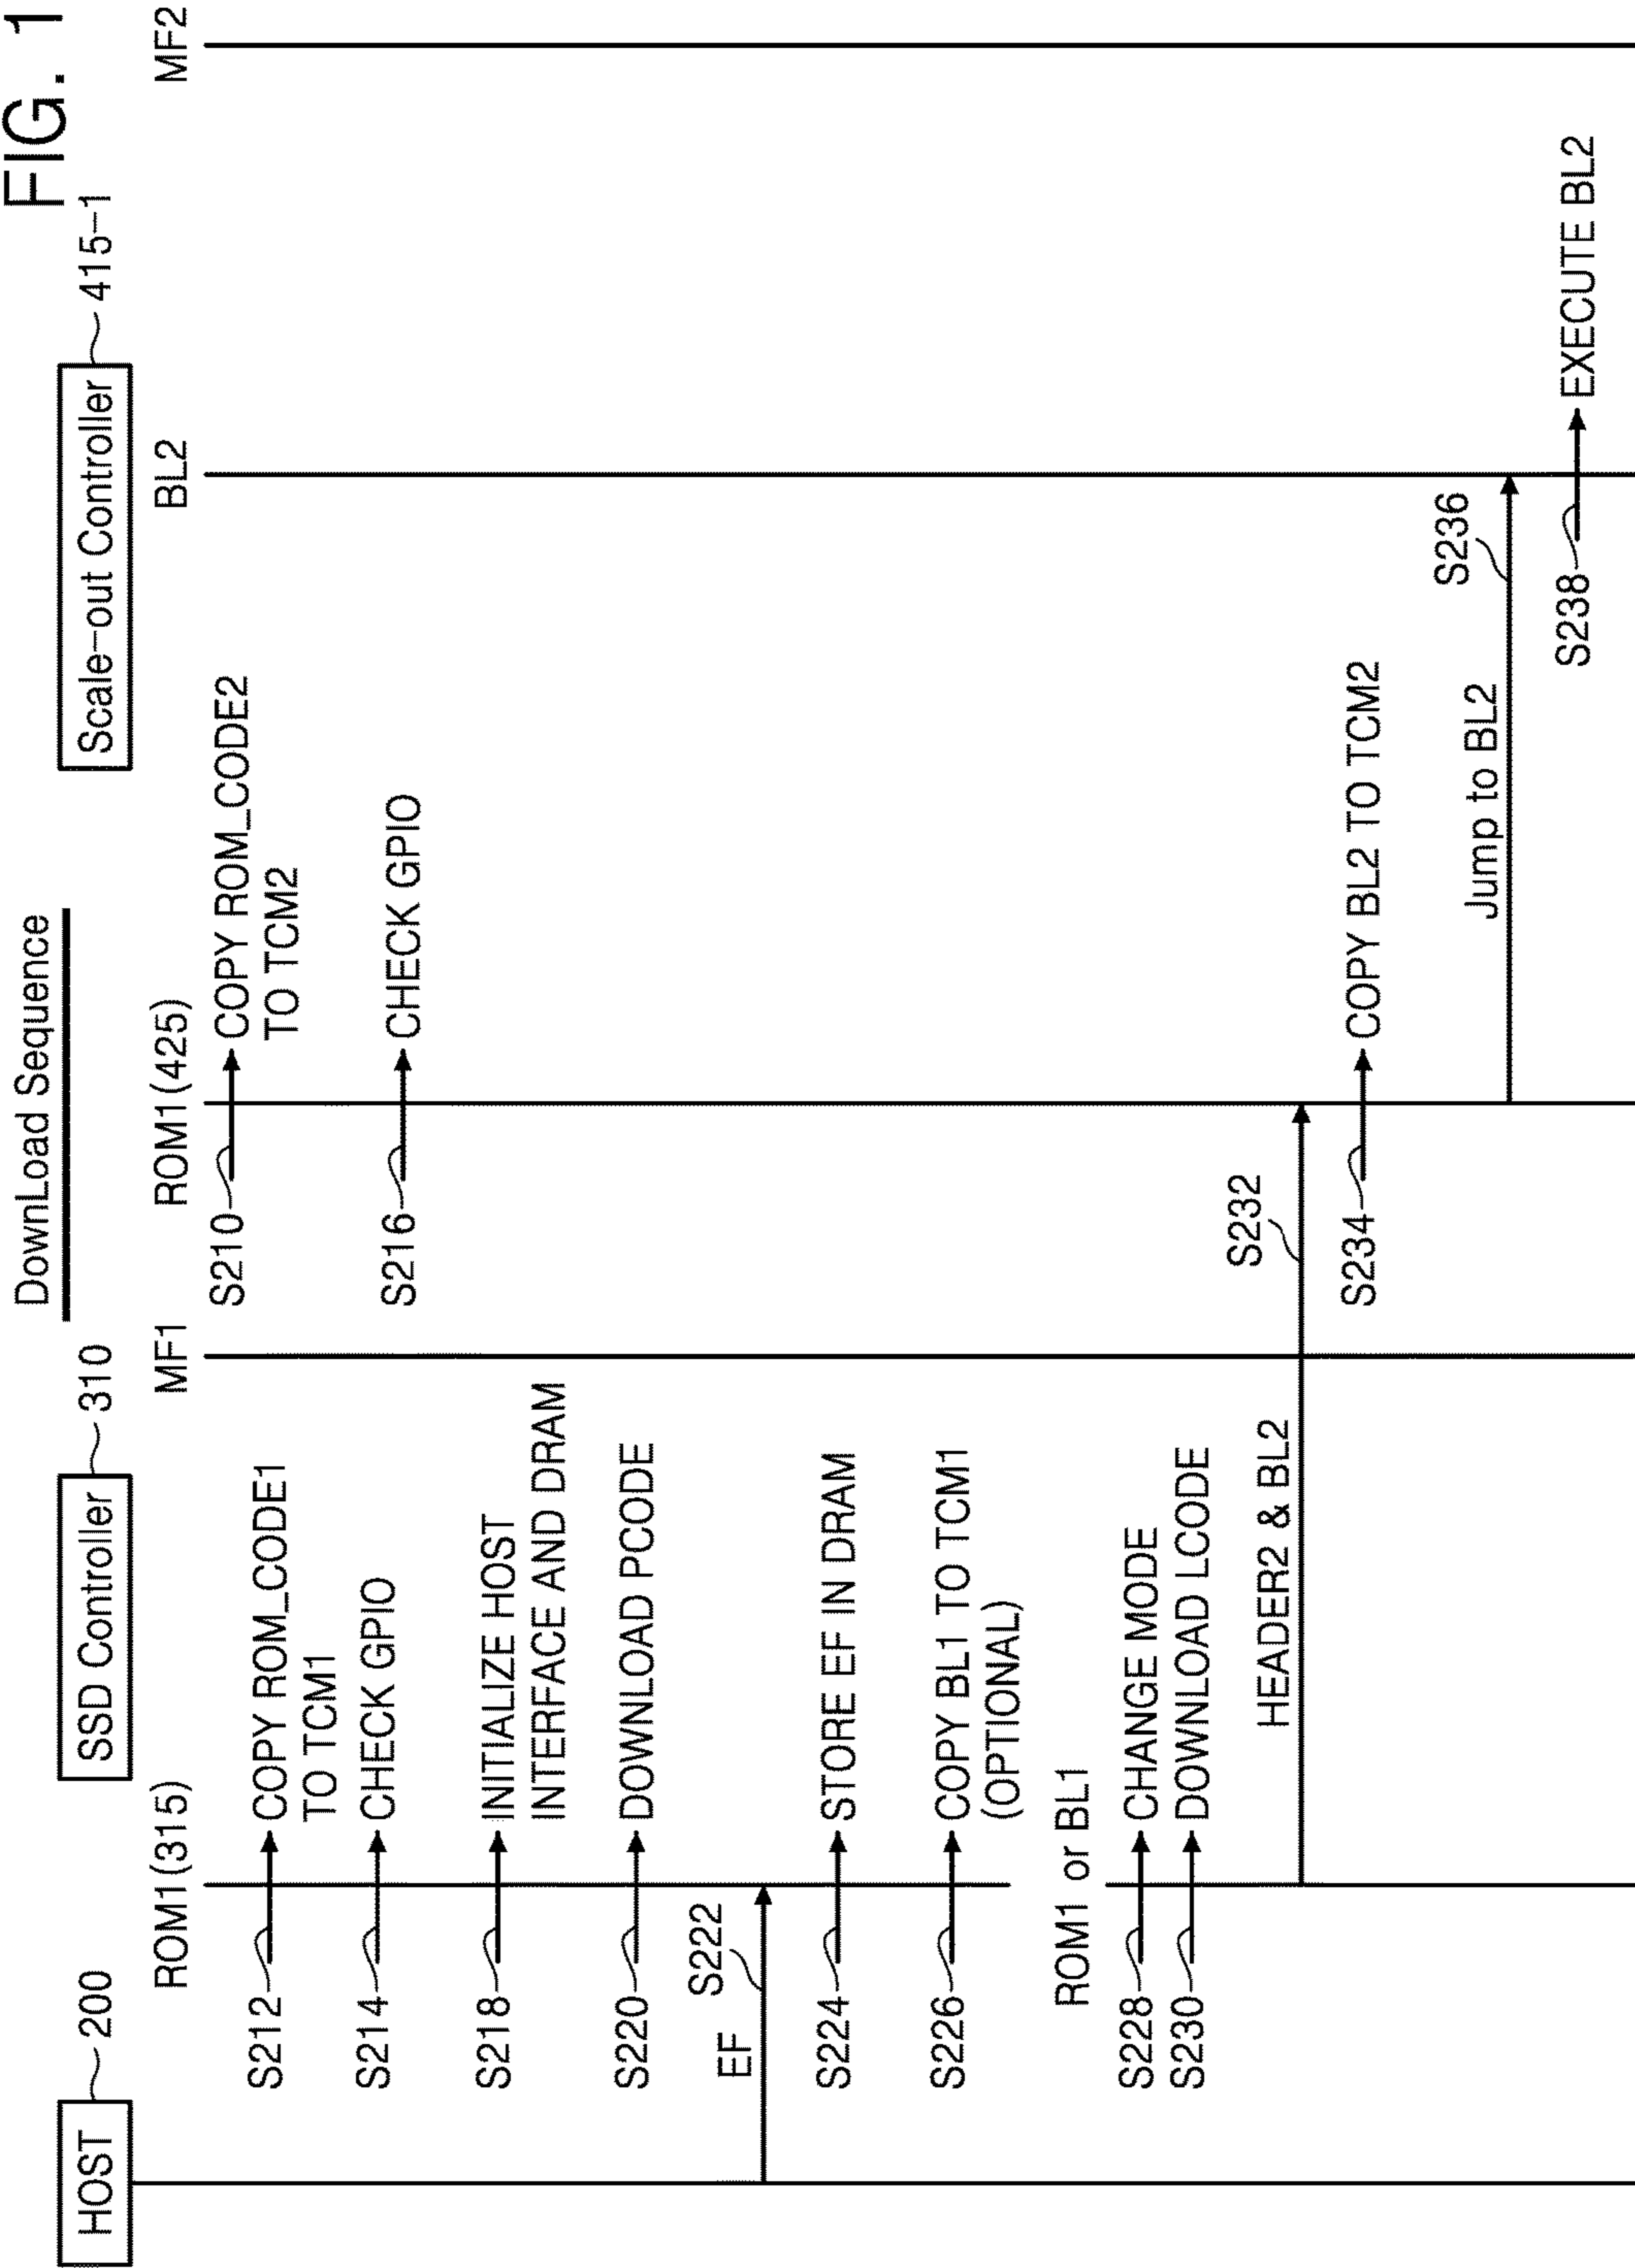 FIG. 1
DownLoad Sequence
HOST
200
SSD Controller
310
Scale-out Controller
415-1
ROM1(315)
MF1
ROM1(425)
BL2
MF2
S210
COPY ROM_CODE2
TO TCM2
S212
COPY ROM_CODE1
TO TCM1
S214
CHECK GPIO
S216
CHECK GPIO
S218
INITIALIZE HOST
INTERFACE AND DRAM
S220
DOWNLOAD PCODE
EF
S222
S224
STORE EF IN DRAM
S226
COPY BL1 TO TCM1
(OPTIONAL)
ROM1 or BL1
S228
CHANGE MODE
S230
DOWNLOAD LCODE
HEADER2 & BL2
S232
S234
COPY BL2 TO TCM2
Jump to BL2
S236
S238
EXECUTE BL2